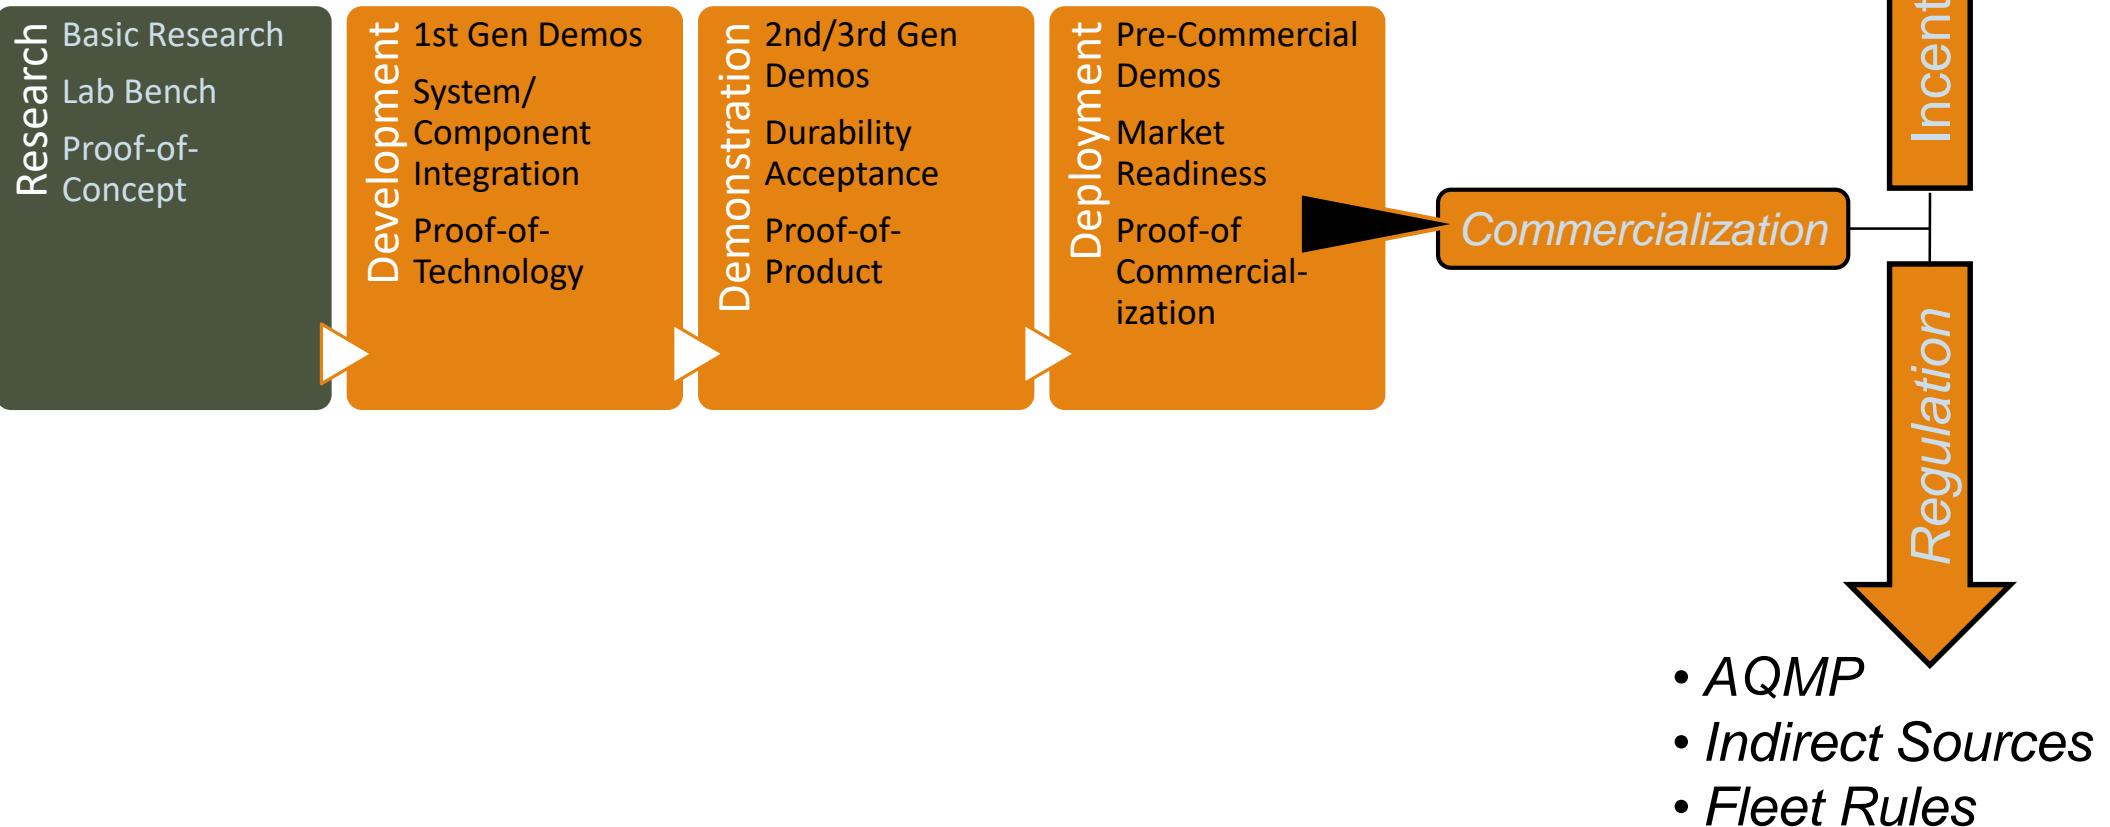 Research
Basic Research
Lab Bench
Proof-of-
Concept
Development
1st Gen Demos
System/
Component
Integration
Proof-of-
Technology
Demonstration
2nd/3rd Gen
Demos
Durability
Acceptance
Proof-of-
Product
Deployment
Pre-Commercial
Demos
Market
Readiness
Proof-of
Commercial-
ization
Commercialization
Incent
Regulation
• AQMP
• Indirect Sources
• Fleet Rules